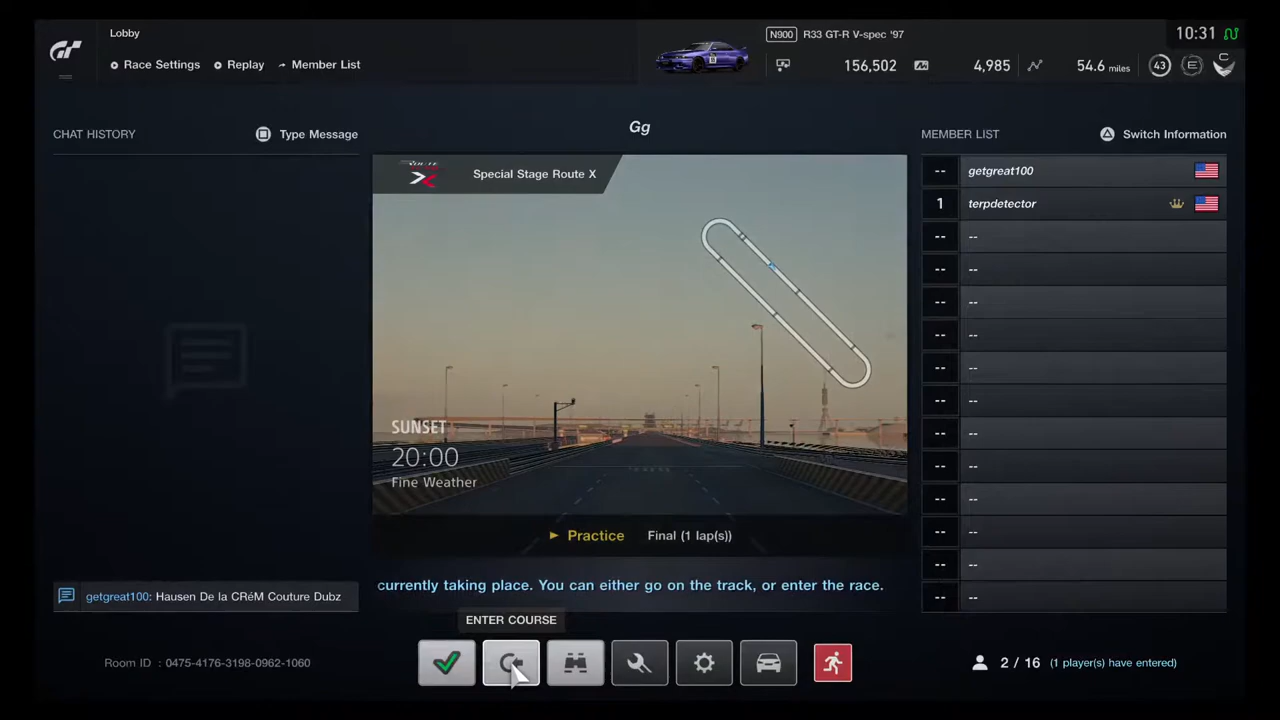 Lobby
Race Settings Replay Member List
N900 R33 GT-R V-spec '97
156,502 4,985 54.6 miles 43 E C
10:31
CHAT HISTORY Type Message
Gg
MEMBER LIST Switch Information
Special Stage Route X
-- getgreat100
1 terpdetector
-- --
-- --
-- --
-- --
-- --
-- --
-- --
-- --
-- --
-- --
-- --
-- --
SUNSET
20:00
Fine Weather
Practice Final (1 lap(s))
currently taking place. You can either go on the track, or enter the race.
getgreat100: Hausen De la CRéM Couture Dubz
ENTER COURSE
Room ID : 0475-4176-3198-0962-1060
2 / 16 (1 player(s) have entered)